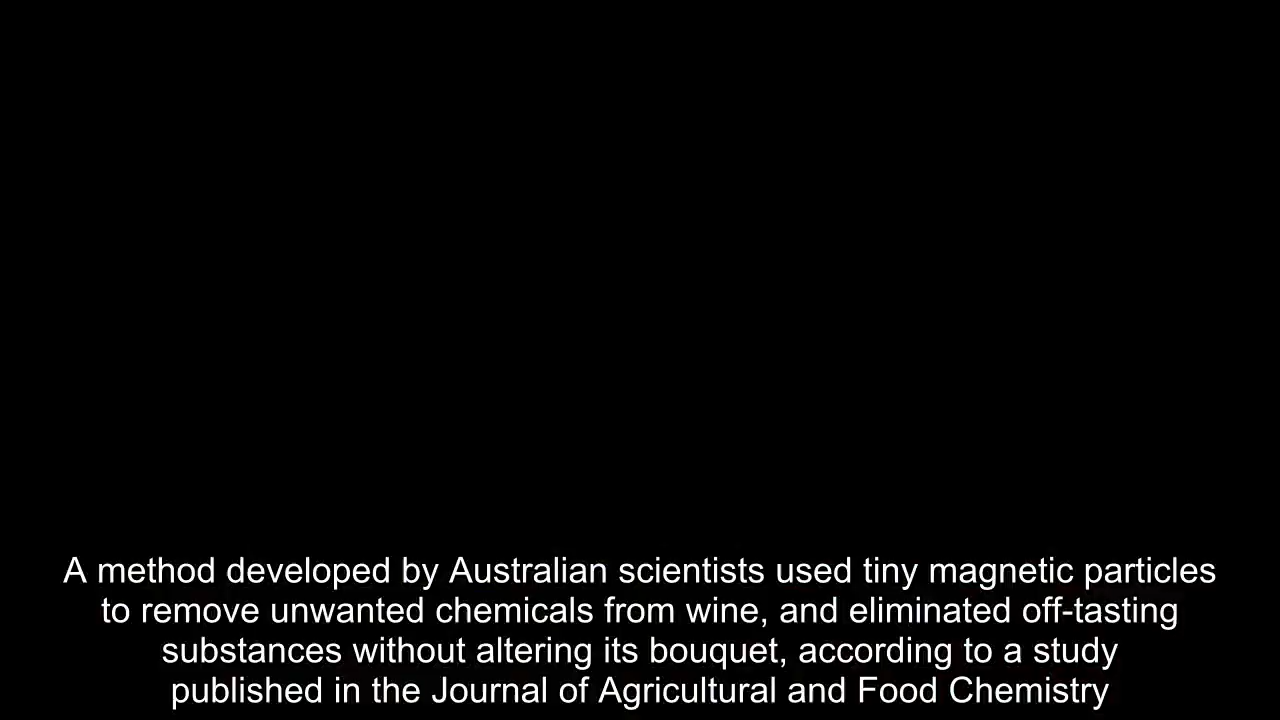 A method developed by Australian scientists used tiny magnetic particles
to remove unwanted chemicals from wine, and eliminated off-tasting
substances without altering its bouquet, according to a study
published in the Journal of Agricultural and Food Chemistry